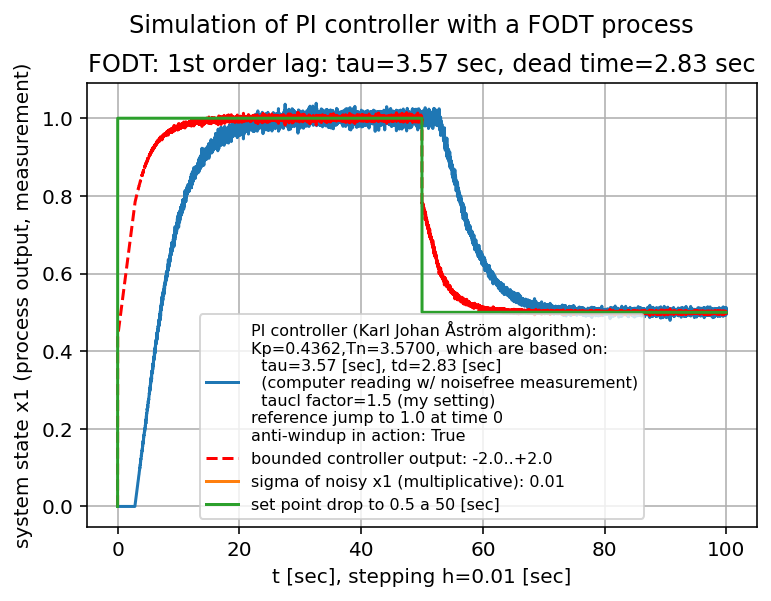 Simulation of PI controller with a FODT process
FODT: 1st order lag: tau=3.57 sec, dead time=2.83 sec
system state x1 (process output, measurement)
1.0
0.8
0.6
0.4
0.2
0.0
PI controller (Karl Johan Åström algorithm):
Kp=0.4362,Tn=3.5700, which are based on:
tau=3.57 [sec], td=2.83 [sec]
(computer reading w/ noisefree measurement)
taucl factor=1.5 (my setting)
reference jump to 1.0 at time 0
anti-windup in action: True
bounded controller output: -2.0..+2.0
sigma of noisy x1 (multiplicative): 0.01
set point drop to 0.5 a 50 [sec]
0 20 40 60 80 100
t [sec], stepping h=0.01 [sec]